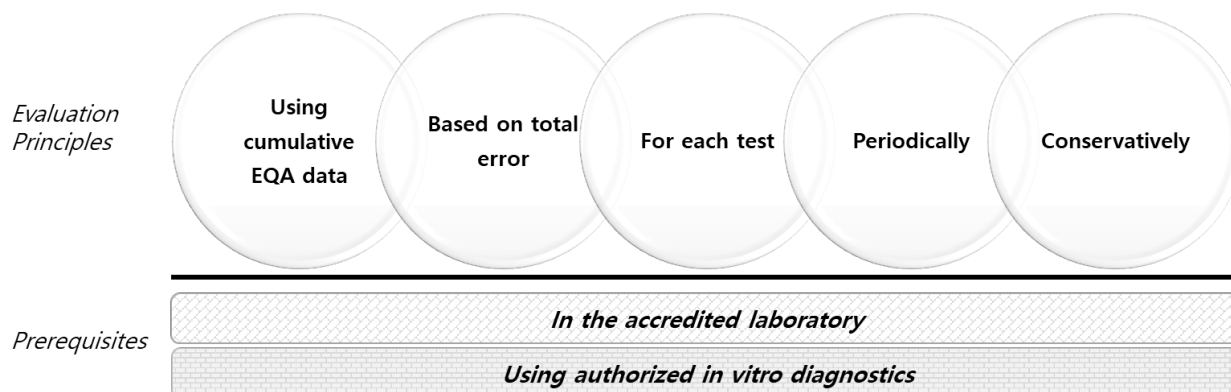 Evaluation
Principles
Using
cumulative
EQA data
Based on total
error
For each test
Periodically
Conservatively
Prerequisites
In the accredited laboratory
Using authorized in vitro diagnostics